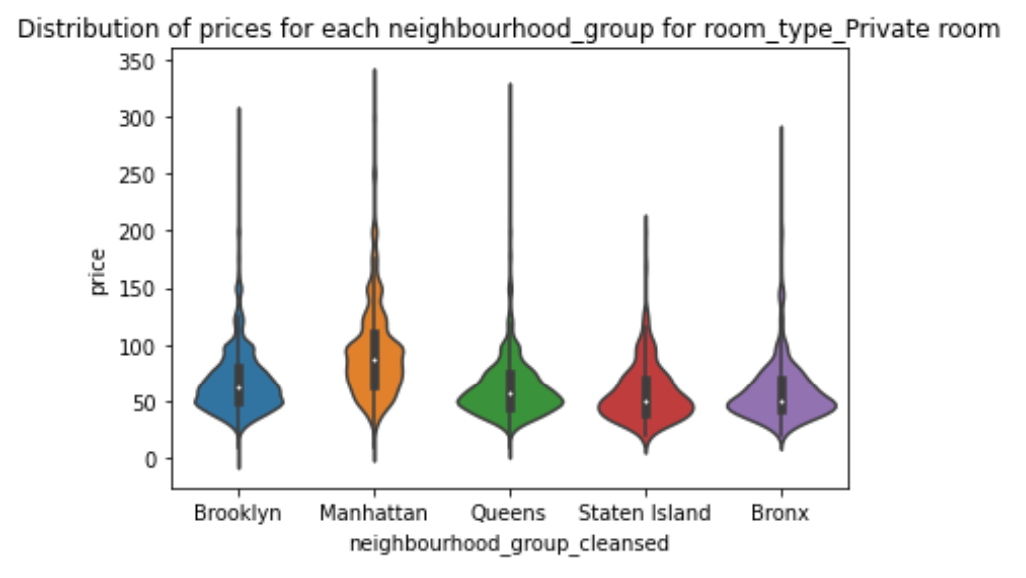 Distribution of prices for each neighbourhood_group for room_type_Private room
350
300
250
200
150
100
50
0
price
Brooklyn Manhattan Queens Staten Island Bronx
neighbourhood_group_cleansed